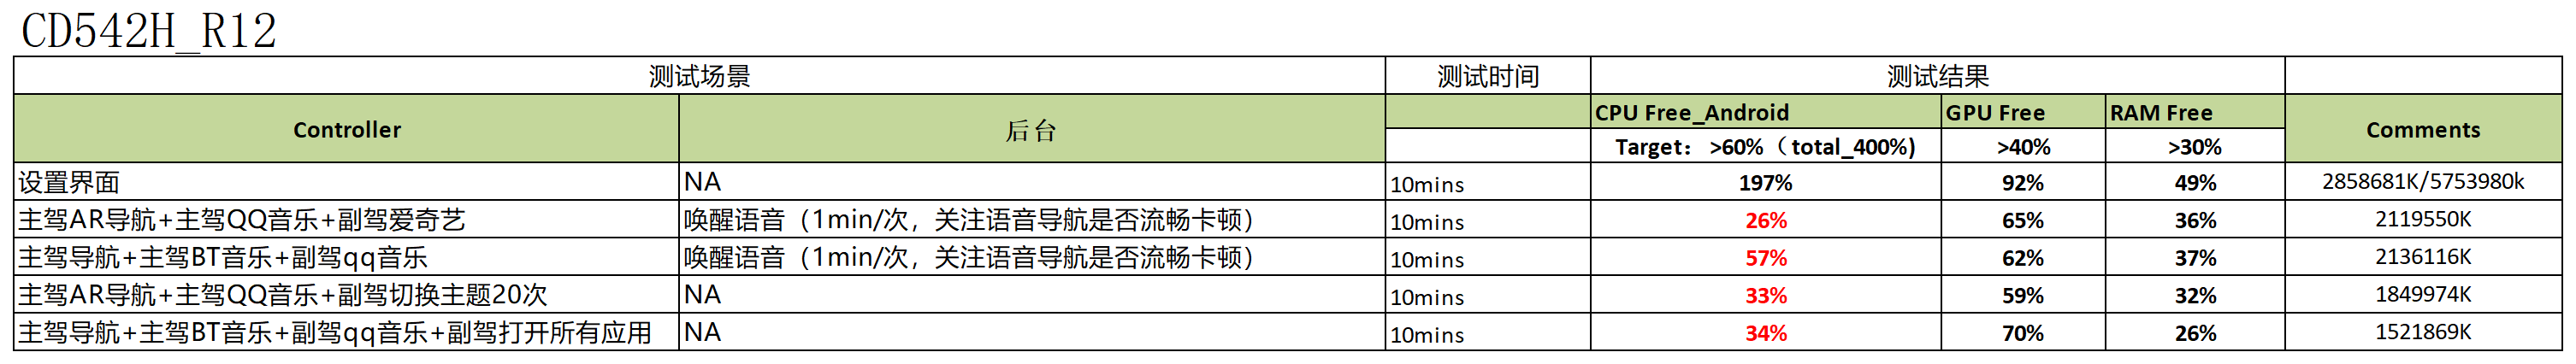 CD542H_R12
测试场景 测试时间 测试结果
Controller 后台 CPU Free_Android GPU Free RAM Free Comments
Target： >60%（total_400%) >40% >30%
设置界面 NA 10mins 197% 92% 49% 2858681K/5753980k
主驾AR导航+主驾QQ音乐+副驾爱奇艺 唤醒语音（1min/次，关注语音导航是否流畅卡顿） 10mins 26% 65% 36% 2119550K
主驾导航+主驾BT音乐+副驾qq音乐 唤醒语音（1min/次，关注语音导航是否流畅卡顿） 10mins 57% 62% 37% 2136116K
主驾AR导航+主驾QQ音乐+副驾切换主题20次 NA 10mins 33% 59% 32% 1849974K
主驾导航+主驾BT音乐+副驾qq音乐+副驾打开所有应用 NA 10mins 34% 70% 26% 1521869K